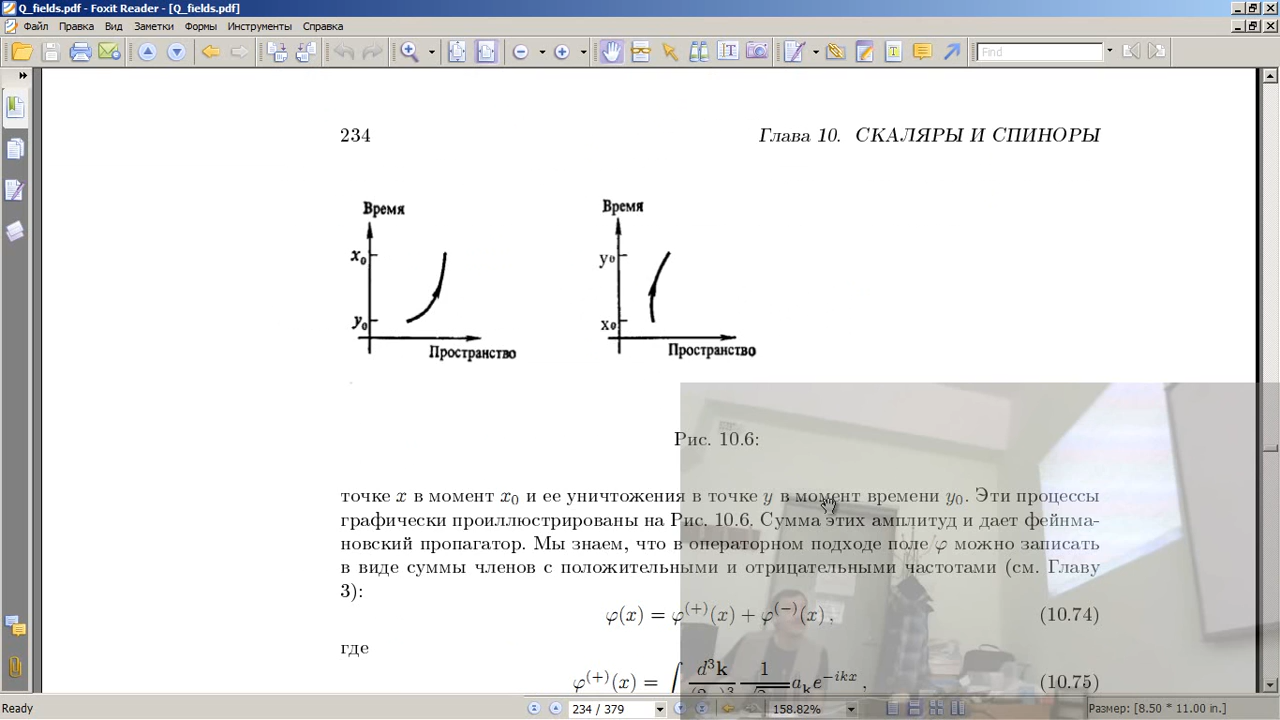 Q_fields.pdf - Foxit Reader - [Q_fields.pdf]
Файл Правка Вид Заметки Формы Инструменты Справка
Find
234 Глава 10. СКАЛЯРЫ И СПИНОРЫ
Время
x₀
y₀
Пространство
Время
y₀
x₀
Пространство
Рис. 10.6:
точке x в момент x₀ и ее уничтожения в точке y в момент времени y₀. Эти процессы
графически проиллюстрированы на Рис. 10.6. Сумма этих амплитуд и дает фейнма-
новский пропагатор. Мы знаем, что в операторном подходе поле φ можно записать
в виде суммы членов с положительными и отрицательными частотами (см. Главу
3):
φ(x) = φ⁽⁺⁾(x) + φ⁽⁻⁾(x) , (10.74)
где
φ⁽⁺⁾(x) = ∫ d³k 1 aₖe⁻ⁱᵏˣ , (10.75)
Ready 234 / 379 158.82% Размер: [8.50 * 11.00 in.]